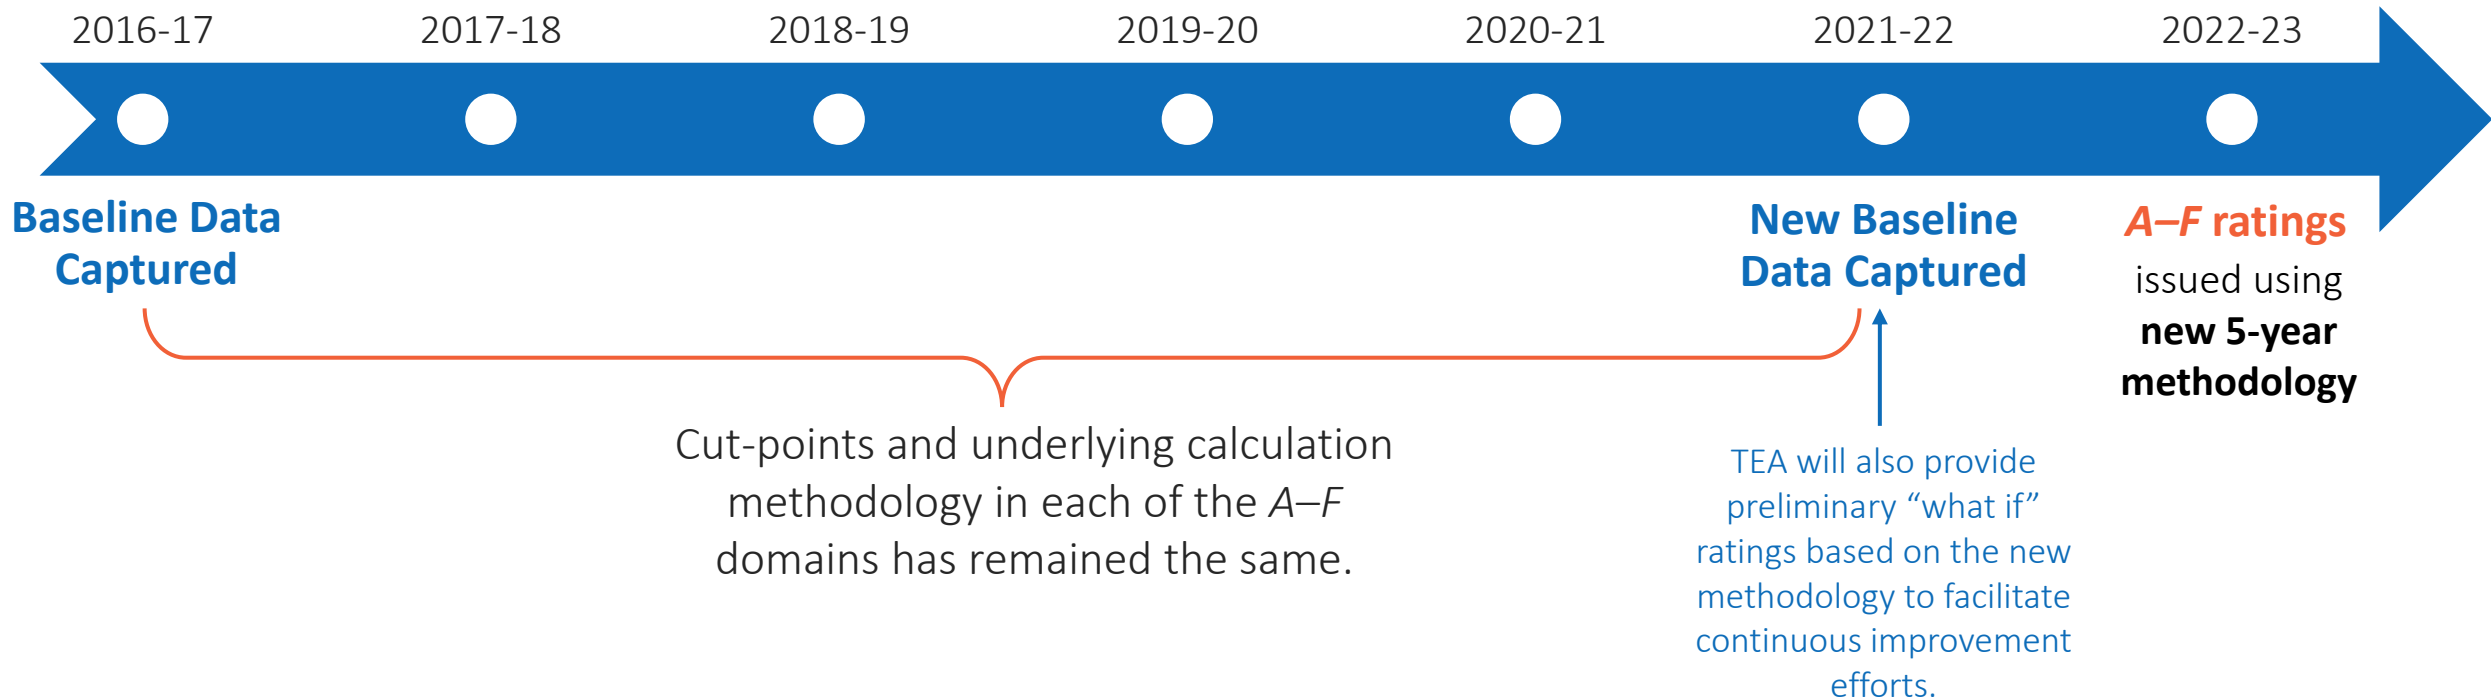 2016-17
2017-18
2018-19
2019-20
2020-21
2021-22
2022-23
Baseline Data
Captured
New Baseline
Data Captured
A–F ratings
issued using
new 5-year
methodology
Cut-points and underlying calculation
methodology in each of the A–F
domains has remained the same.
TEA will also provide
preliminary “what if”
ratings based on the new
methodology to facilitate
continuous improvement
efforts.